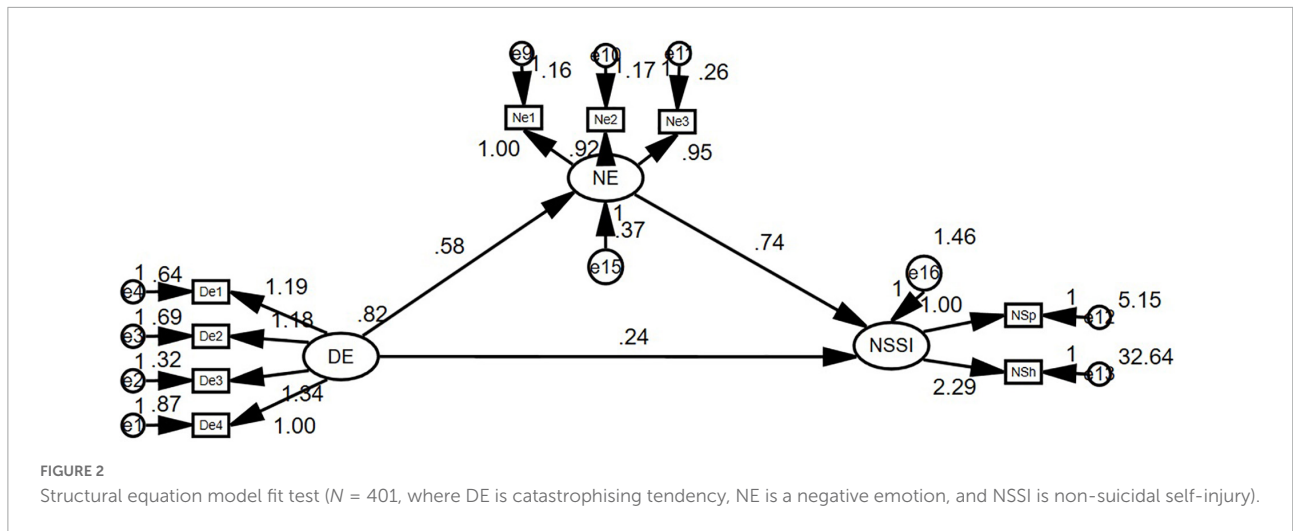 e9 e10 e11
1 .16 1 .17 1 .26
Ne1 Ne2 Ne3
1.00 .92 .95
NE
1
.37
e15
.58 .74
1.46
e16
1
1.00
NSp 1 e12 5.15
NSSI
NSh 1 e13 32.64
2.29
.24
.82
DE
e4 1 .64 De1 1.19
e3 1 .69 De2 1.18
e2 1 .32 De3 1.34
e1 1 .87 De4 1.00
FIGURE 2
Structural equation model fit test (N = 401, where DE is catastrophising tendency, NE is a negative emotion, and NSSI is non-suicidal self-injury).